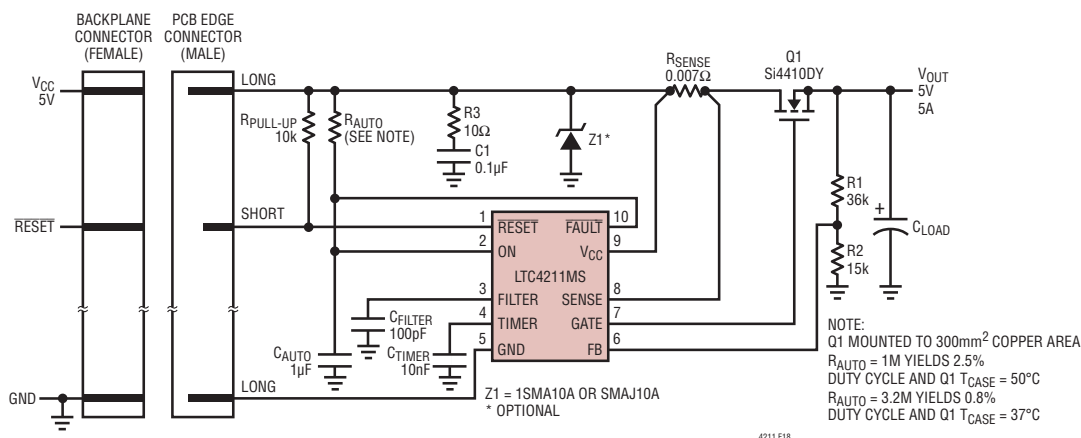 BACKPLANE
CONNECTOR
(FEMALE)
PCB EDGE
CONNECTOR
(MALE)
VCC
5V
LONG
RPULL-UP
10k
RAUTO
(SEE NOTE)
R3
10Ω
C1
0.1µF
Z1*
RSENSE
0.007Ω
Q1
Si4410DY
VOUT
5V
5A
R1
36k
R2
15k
+
CLOAD
RESET
SHORT
1 RESET
2 ON
3 FILTER
4 TIMER
5 GND
LTC4211MS
FAULT 10
VCC 9
SENSE 8
GATE 7
FB 6
CFILTER
100pF
CAUTO
1µF
CTIMER
10nF
GND
LONG
Z1 = 1SMA10A OR SMAJ10A
* OPTIONAL
NOTE:
Q1 MOUNTED TO 300mm² COPPER AREA
RAUTO = 1M YIELDS 2.5%
DUTY CYCLE AND Q1 TCASE = 50°C
RAUTO = 3.2M YIELDS 0.8%
DUTY CYCLE AND Q1 TCASE = 37°C
4211 F18